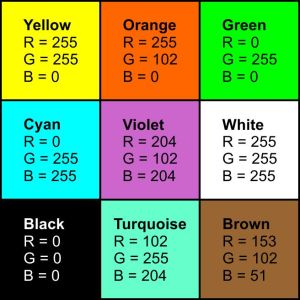 Yellow
R = 255
G = 255
B = 0
Orange
R = 255
G = 102
B = 0
Green
R = 0
G = 255
B = 0
Cyan
R = 0
G = 255
B = 255
Violet
R = 204
G = 102
B = 204
White
R = 255
G = 255
B = 255
Black
R = 0
G = 0
B = 0
Turquoise
R = 102
G = 255
B = 204
Brown
R = 153
G = 102
B = 51